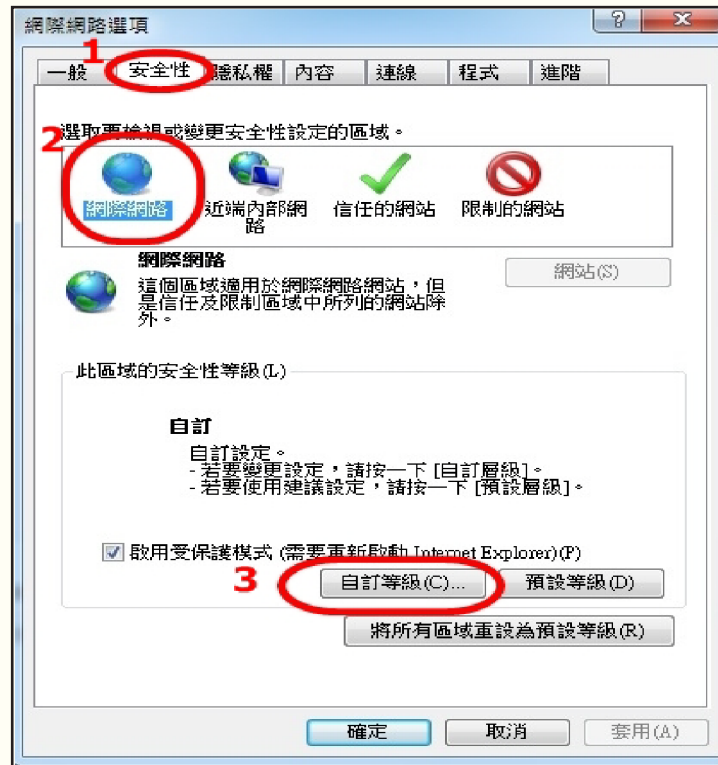 網際網路選項
1
一般 安全性 隱私權 內容 連線 程式 進階
2
選取要檢視或變更安全性設定的區域。
網際網路 近端內部網路 信任的網站 限制的網站
網際網路
網站(S)
這個區域適用於網際網路網站，但
是信任及限制區域中所列的網站除
外。
此區域的安全性等級(L)
自訂
自訂設定。
- 若要變更設定，請按一下 [自訂層級]。
- 若要使用建議設定，請按一下 [預設層級]。
啟用受保護模式 (需要重新啟動 Internet Explorer)(P)
3
自訂等級(C)... 預設等級(D)
將所有區域重設為預設等級(R)
確定 取消 套用(A)